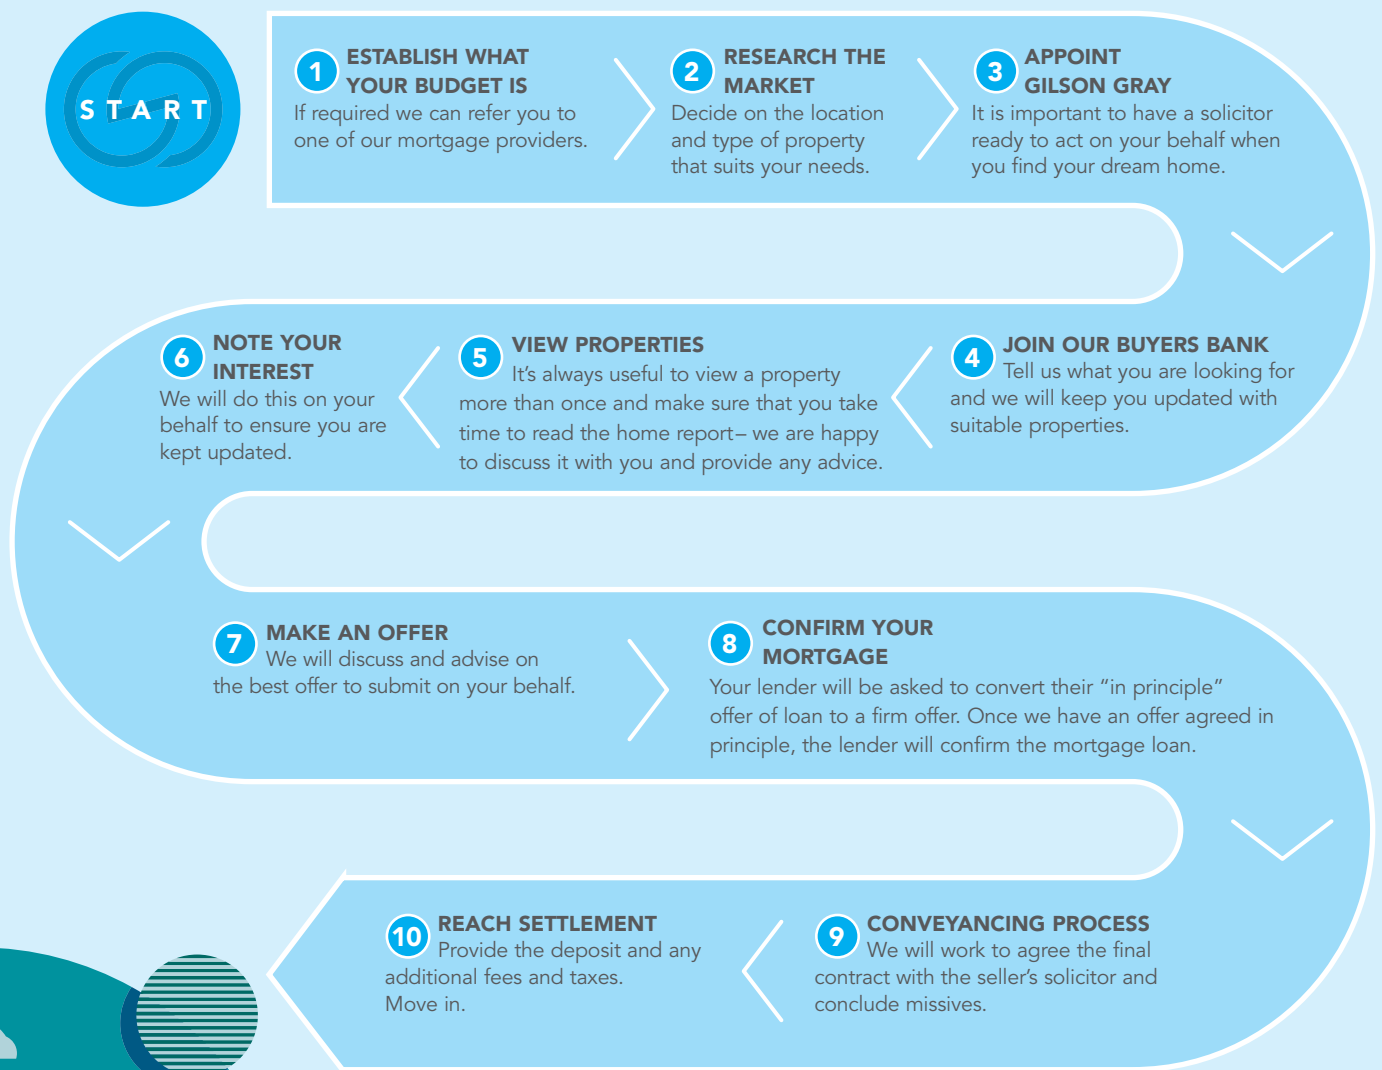 START
1 ESTABLISH WHAT
YOUR BUDGET IS
If required we can refer you to
one of our mortgage providers.
2 RESEARCH THE
MARKET
Decide on the location
and type of property
that suits your needs.
3 APPOINT
GILSON GRAY
It is important to have a solicitor
ready to act on your behalf when
you find your dream home.
4 JOIN OUR BUYERS BANK
Tell us what you are looking for
and we will keep you updated with
suitable properties.
5 VIEW PROPERTIES
It’s always useful to view a property
more than once and make sure that you take
time to read the home report– we are happy
to discuss it with you and provide any advice.
6 NOTE YOUR
INTEREST
We will do this on your
behalf to ensure you are
kept updated.
7 MAKE AN OFFER
We will discuss and advise on
the best offer to submit on your behalf.
8 CONFIRM YOUR
MORTGAGE
Your lender will be asked to convert their “in principle”
offer of loan to a firm offer. Once we have an offer agreed in
principle, the lender will confirm the mortgage loan.
9 CONVEYANCING PROCESS
We will work to agree the final
contract with the seller’s solicitor and
conclude missives.
10 REACH SETTLEMENT
Provide the deposit and any
additional fees and taxes.
Move in.